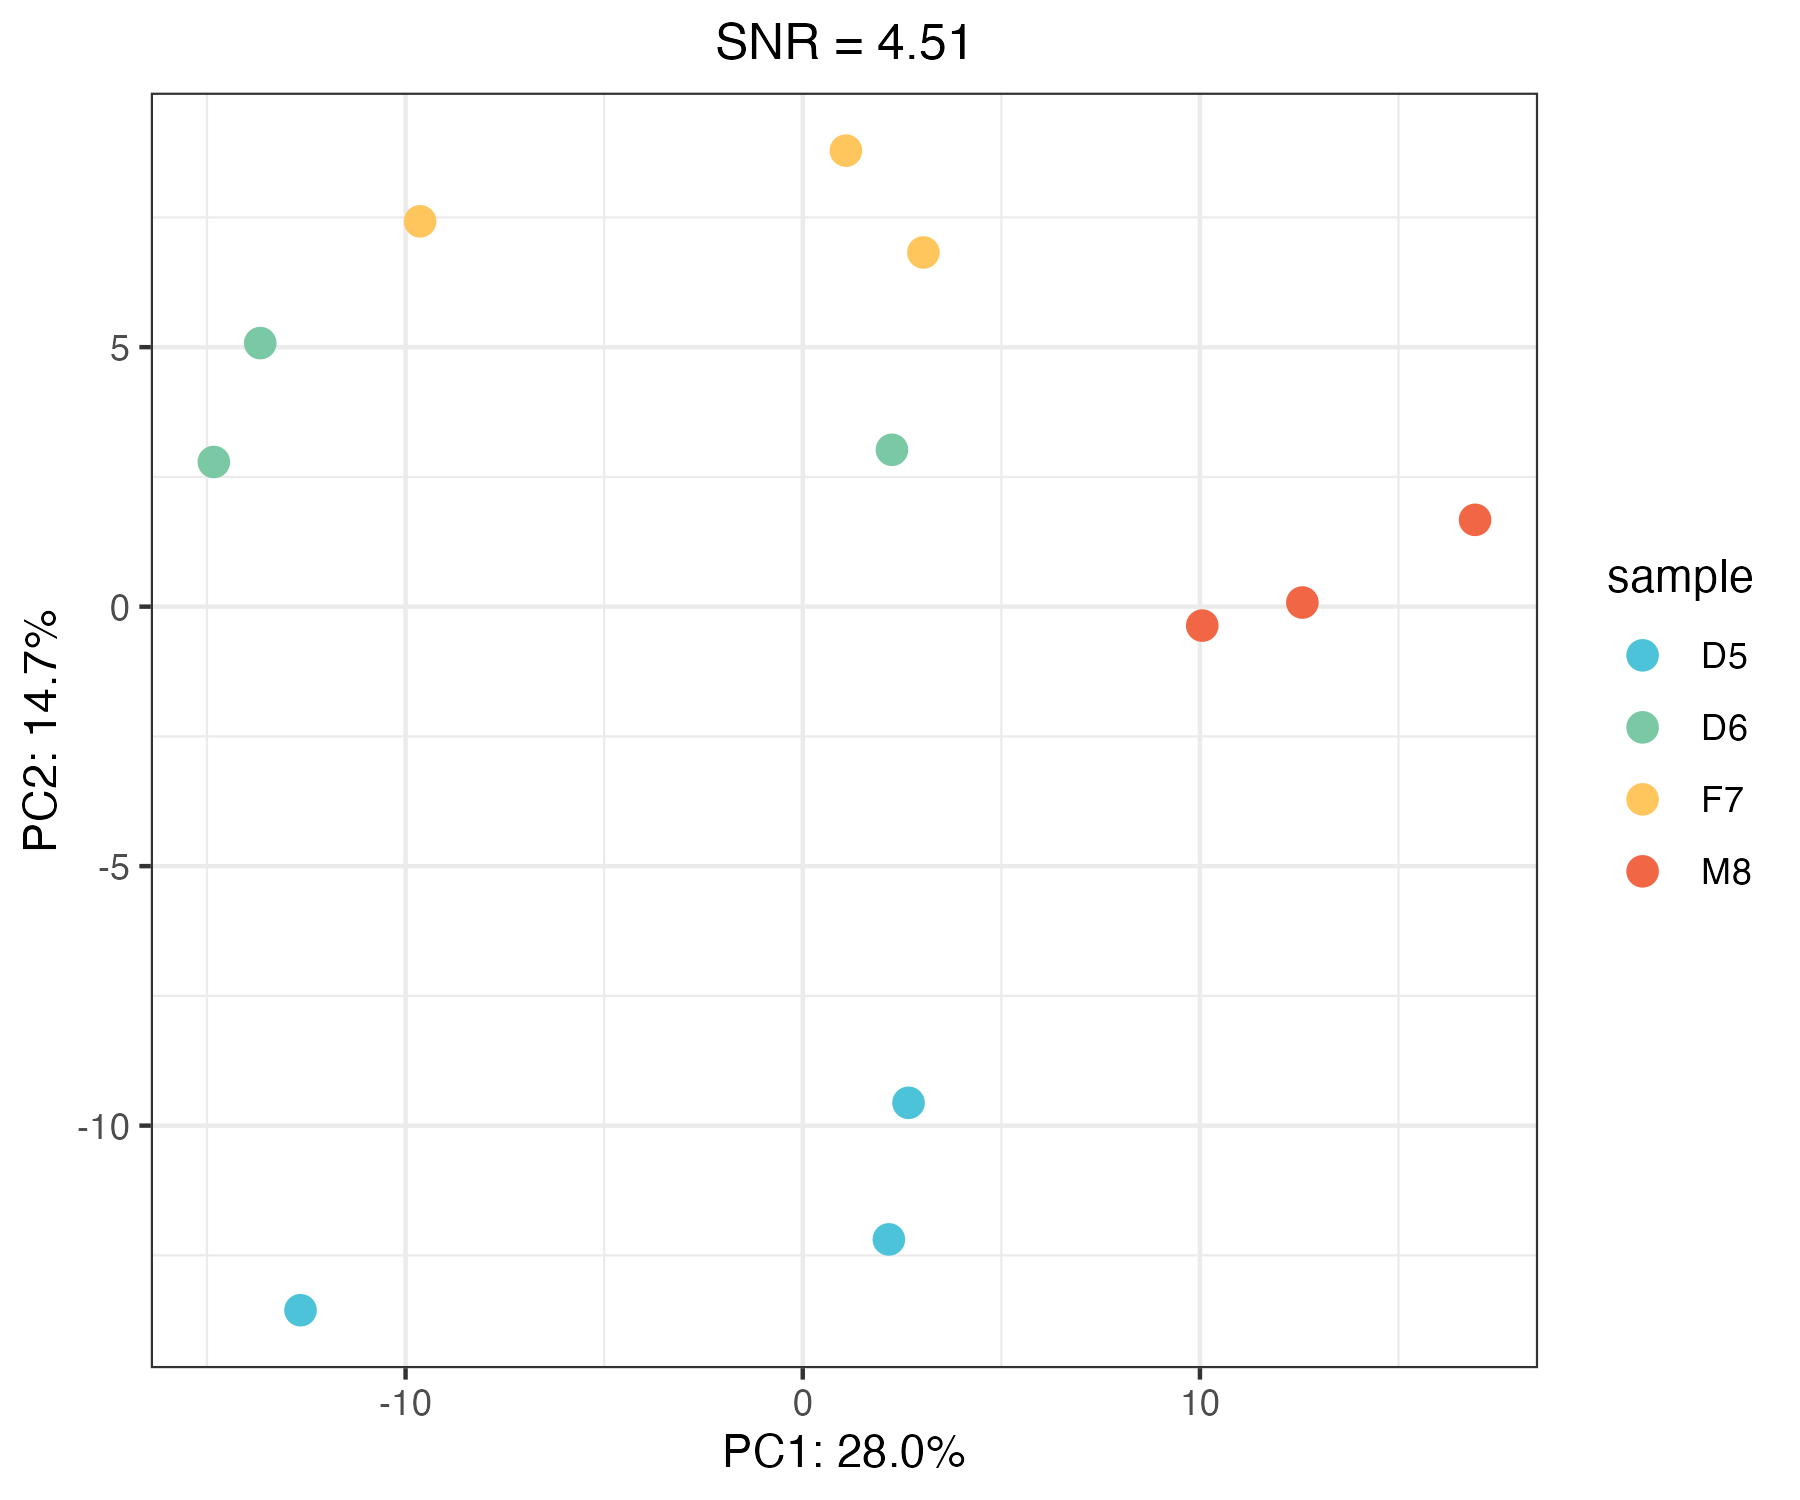 SNR = 4.51
PC2: 14.7%
5
0
-5
-10
-10
0
10
PC1: 28.0%
sample
D5
D6
F7
M8